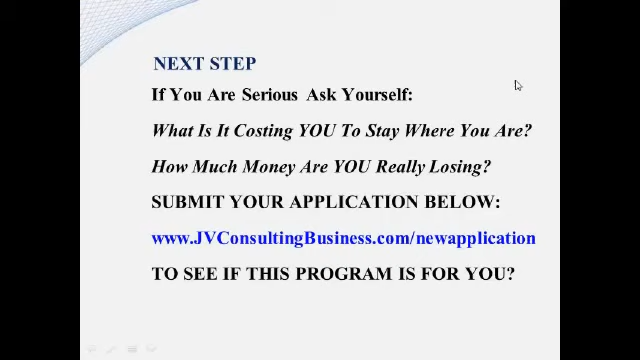 NEXT STEP
If You Are Serious Ask Yourself:
What Is It Costing YOU To Stay Where You Are?
How Much Money Are YOU Really Losing?
SUBMIT YOUR APPLICATION BELOW:
www.JVConsultingBusiness.com/newapplication
TO SEE IF THIS PROGRAM IS FOR YOU?